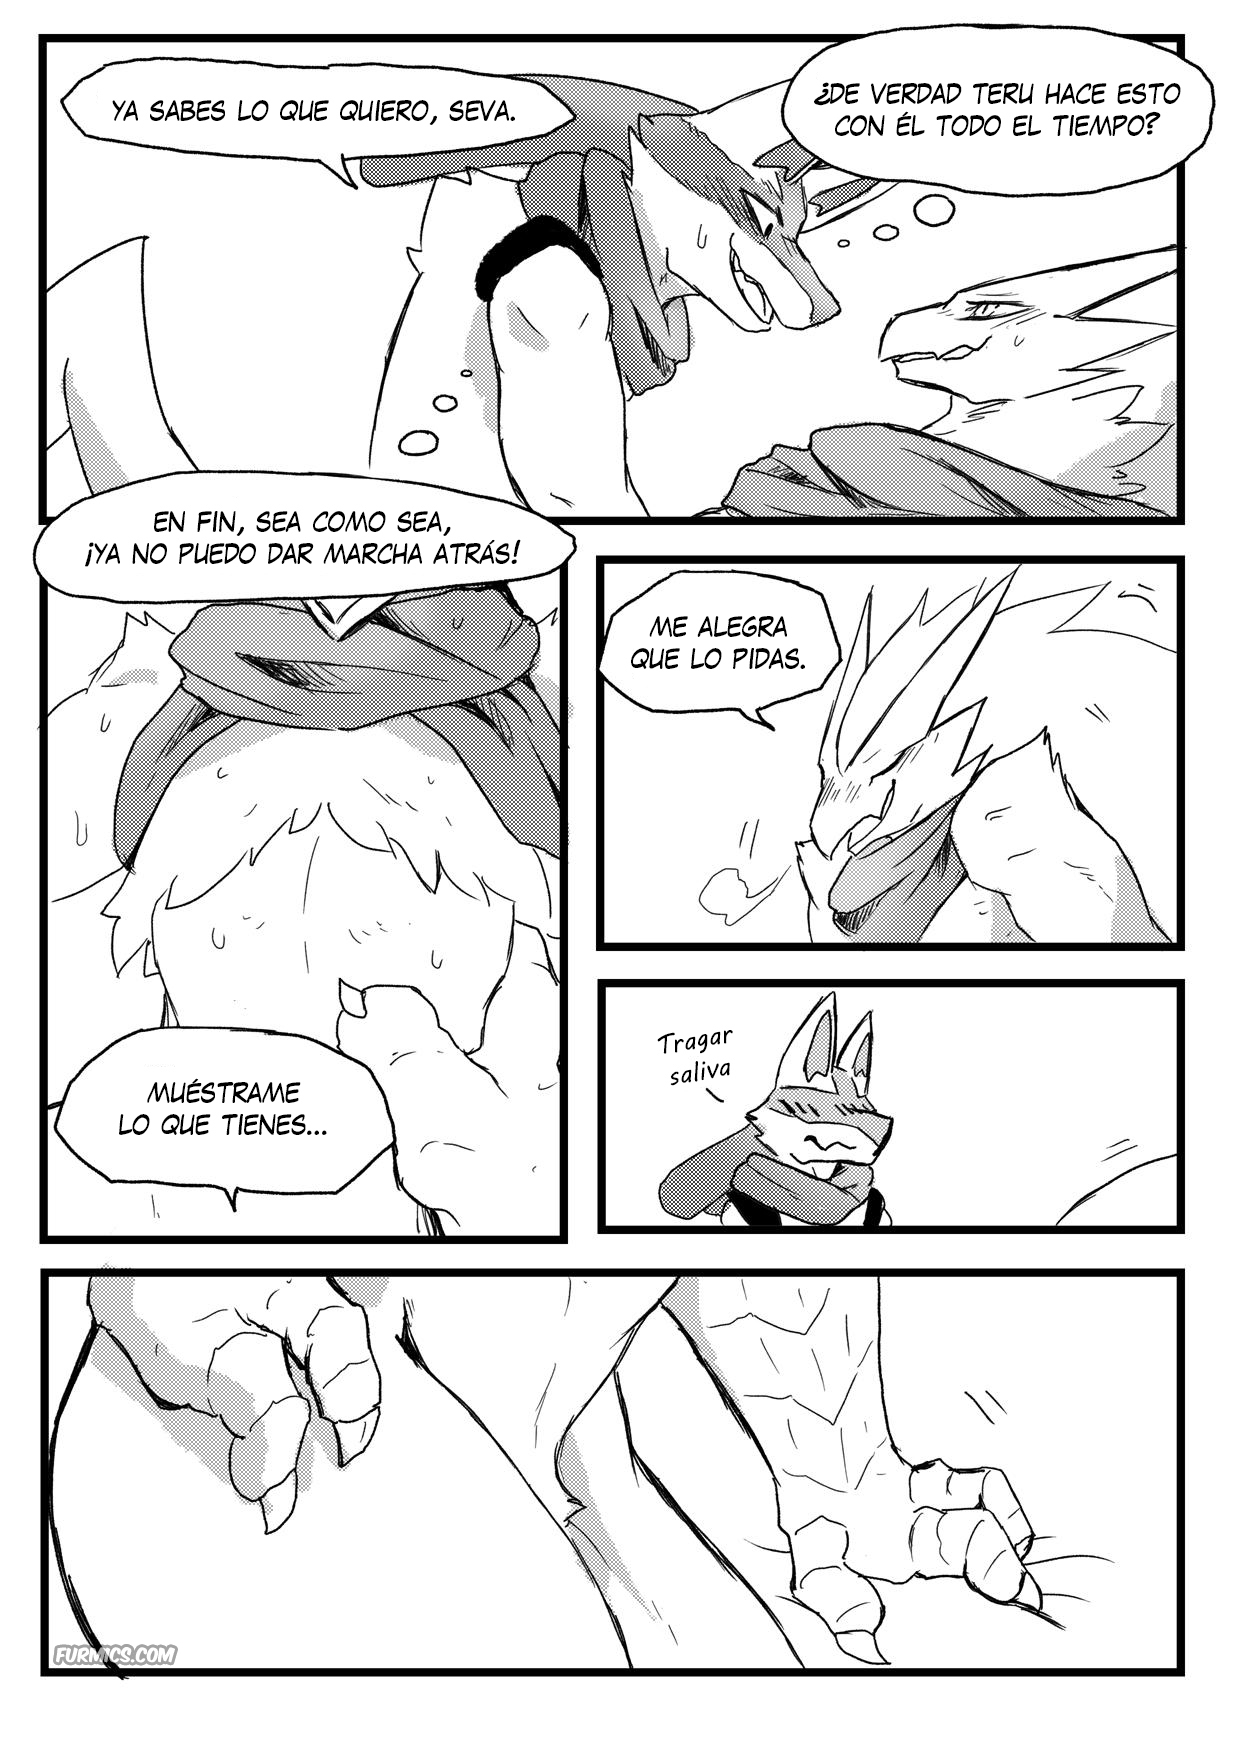 YA SABES LO QUE QUIERO, SEVA.
¿DE VERDAD TERU HACE ESTO
CON ÉL TODO EL TIEMPO?
EN FIN, SEA COMO SEA,
¡YA NO PUEDO DAR MARCHA ATRÁS!
ME ALEGRA
QUE LO PIDAS.
MUÉSTRAME
LO QUE TIENES...
Tragar
saliva
FURMICS.COM